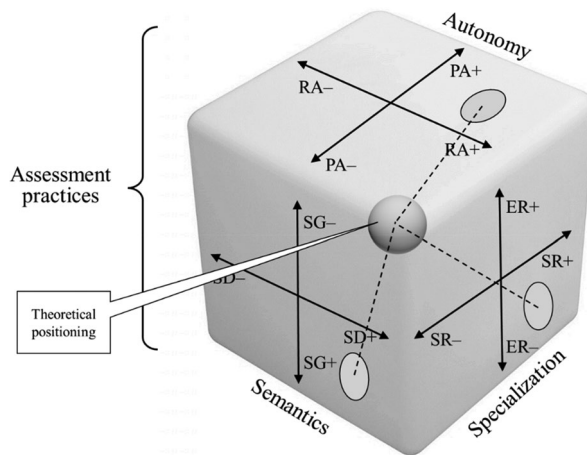 Autonomy
PA+
RA–
RA+
PA–
Assessment
practices
ER+
SG–
SR+
SD–
Theoretical
positioning
SD+
SR–
SG+
ER–
Semantics
Specialization